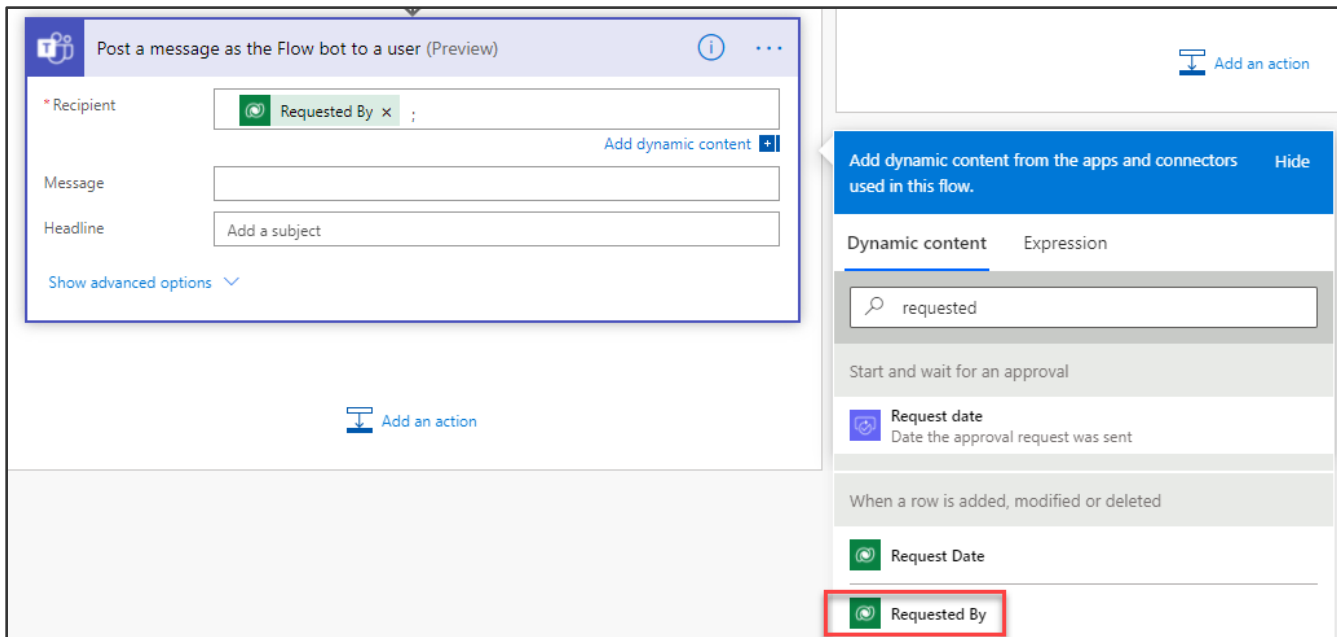 Post a message as the Flow bot to a user (Preview)
* Recipient
Requested By × ;
Add dynamic content
Message
Headline
Add a subject
Show advanced options
Add an action
Add an action
Add dynamic content from the apps and connectors
used in this flow.
Hide
Dynamic content
Expression
requested
Start and wait for an approval
Request date
Date the approval request was sent
When a row is added, modified or deleted
Request Date
Requested By